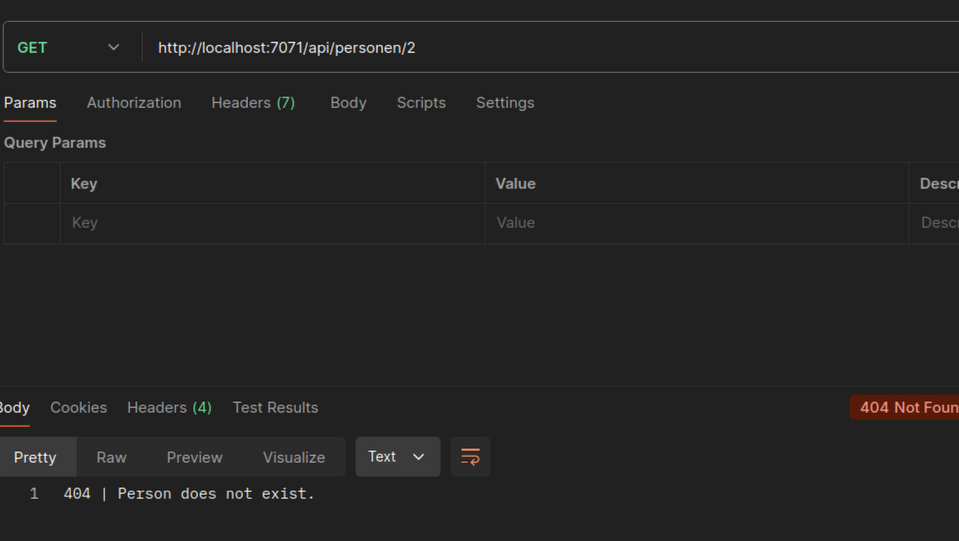 GET http://localhost:7071/api/personen/2
Params Authorization Headers (7) Body Scripts Settings
Query Params
Key Value Descr
Key Value Descr
Body Cookies Headers (4) Test Results 404 Not Foun
Pretty Raw Preview Visualize Text
1 404 | Person does not exist.